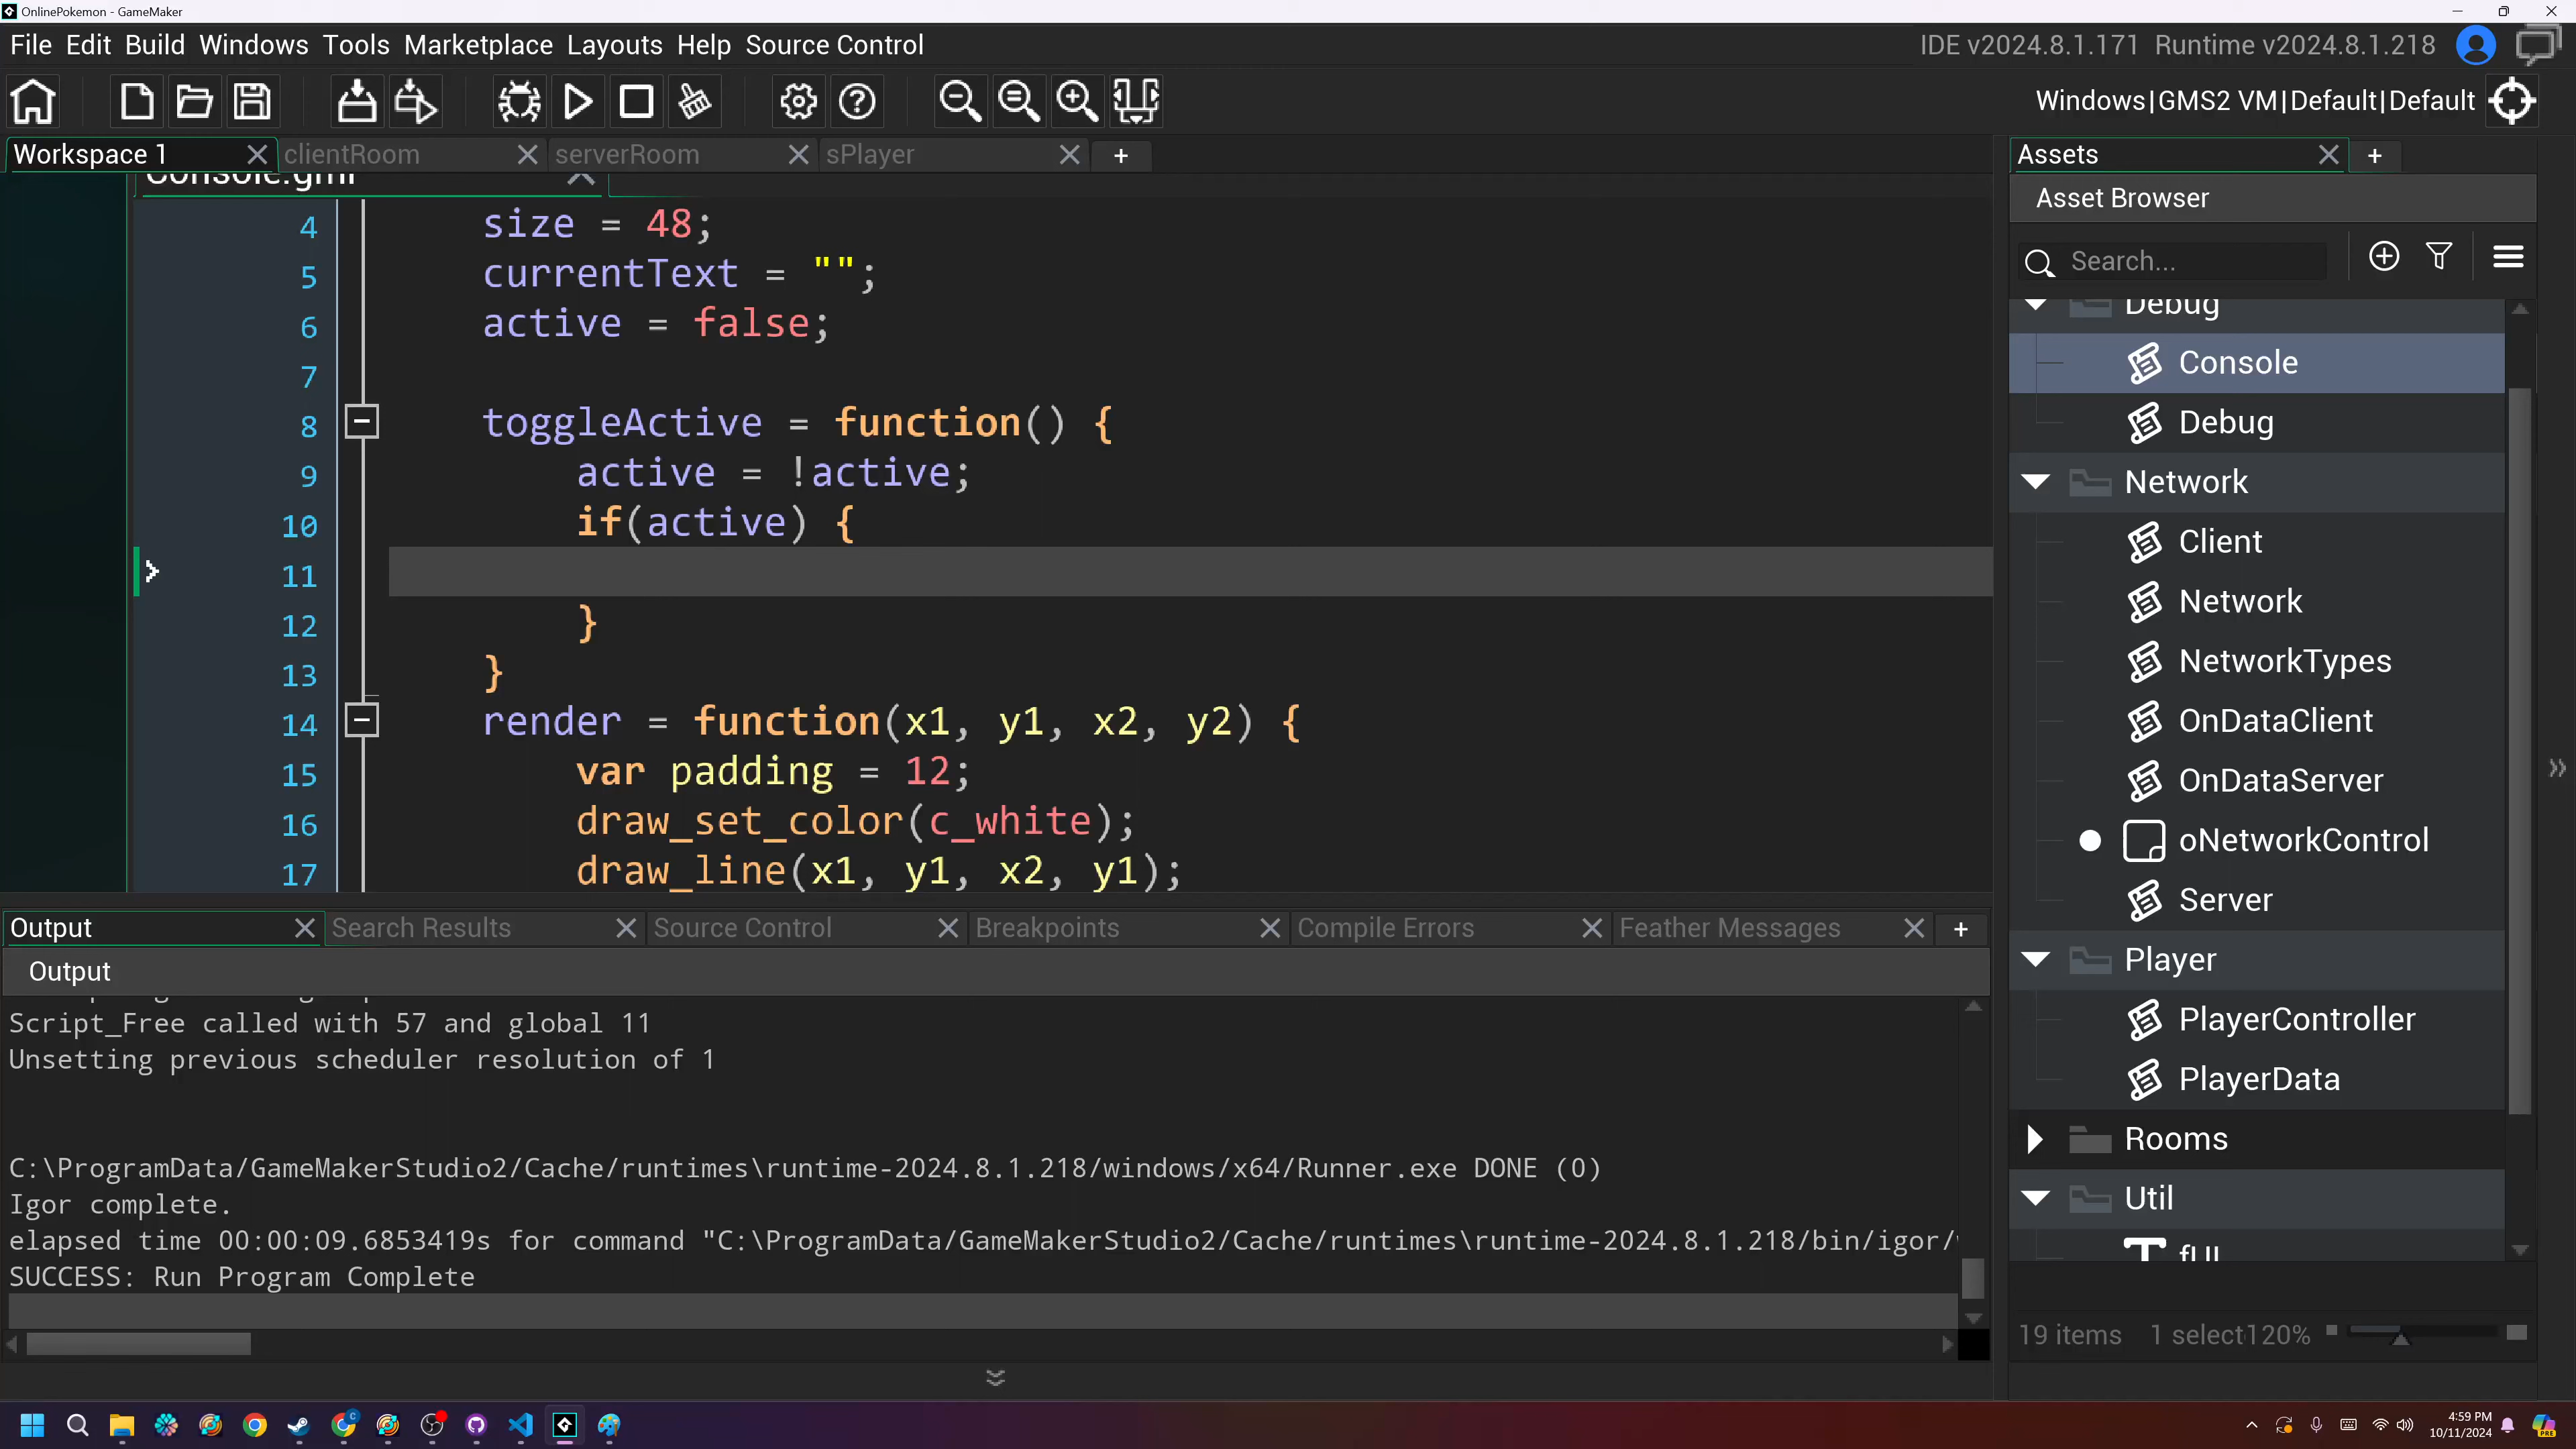 OnlinePokemon - GameMaker
File Edit Build Windows Tools Marketplace Layouts Help Source Control
IDE v2024.8.1.171 Runtime v2024.8.1.218
Windows|GMS2 VM|Default|Default
Workspace 1 clientRoom serverRoom sPlayer +
Console.gml
4 size = 48;
5 currentText = "";
6 active = false;
7
8 toggleActive = function() {
9 active = !active;
10 if(active) {
11
12 }
13 }
14 render = function(x1, y1, x2, y2) {
15 var padding = 12;
16 draw_set_color(c_white);
17 draw_line(x1, y1, x2, y1);
Assets +
Asset Browser
Search...
Debug
Console
Debug
Network
Client
Network
NetworkTypes
OnDataClient
OnDataServer
oNetworkControl
Server
Player
PlayerController
PlayerData
Rooms
Util
fUI
19 items 1 select 120%
Output Search Results Source Control Breakpoints Compile Errors Feather Messages +
Output
Script_Free called with 57 and global 11
Unsetting previous scheduler resolution of 1
C:\ProgramData/GameMakerStudio2/Cache/runtimes\runtime-2024.8.1.218/windows/x64/Runner.exe DONE (0)
Igor complete.
elapsed time 00:00:09.6853419s for command "C:\ProgramData/GameMakerStudio2/Cache/runtimes\runtime-2024.8.1.218/bin/igor/
SUCCESS: Run Program Complete
4:59 PM
10/11/2024